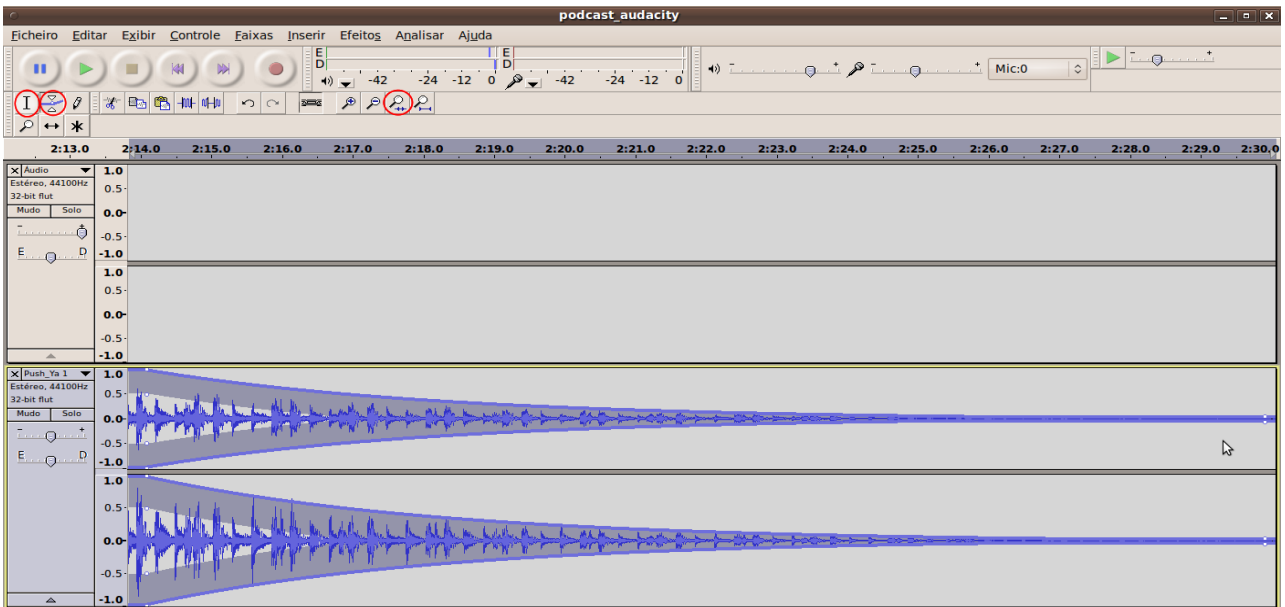 podcast_audacity
Ficheiro Editar Exibir Controle Faixas Inserir Efeitos Analisar Ajuda
E
D
-42 -24 -12 0
E
D
-42 -24 -12 0
- +
- +
Mic:0
- +
2:13.0 2:14.0 2:15.0 2:16.0 2:17.0 2:18.0 2:19.0 2:20.0 2:21.0 2:22.0 2:23.0 2:24.0 2:25.0 2:26.0 2:27.0 2:28.0 2:29.0 2:30.0
Audio
Estéreo, 44100Hz
32-bit flut
Mudo Solo
- +
E D
1.0
0.5
0.0
-0.5
-1.0
1.0
0.5
0.0
-0.5
-1.0
Push_Ya 1
Estéreo, 44100Hz
32-bit flut
Mudo Solo
- +
E D
1.0
0.5
0.0
-0.5
-1.0
1.0
0.5
0.0
-0.5
-1.0